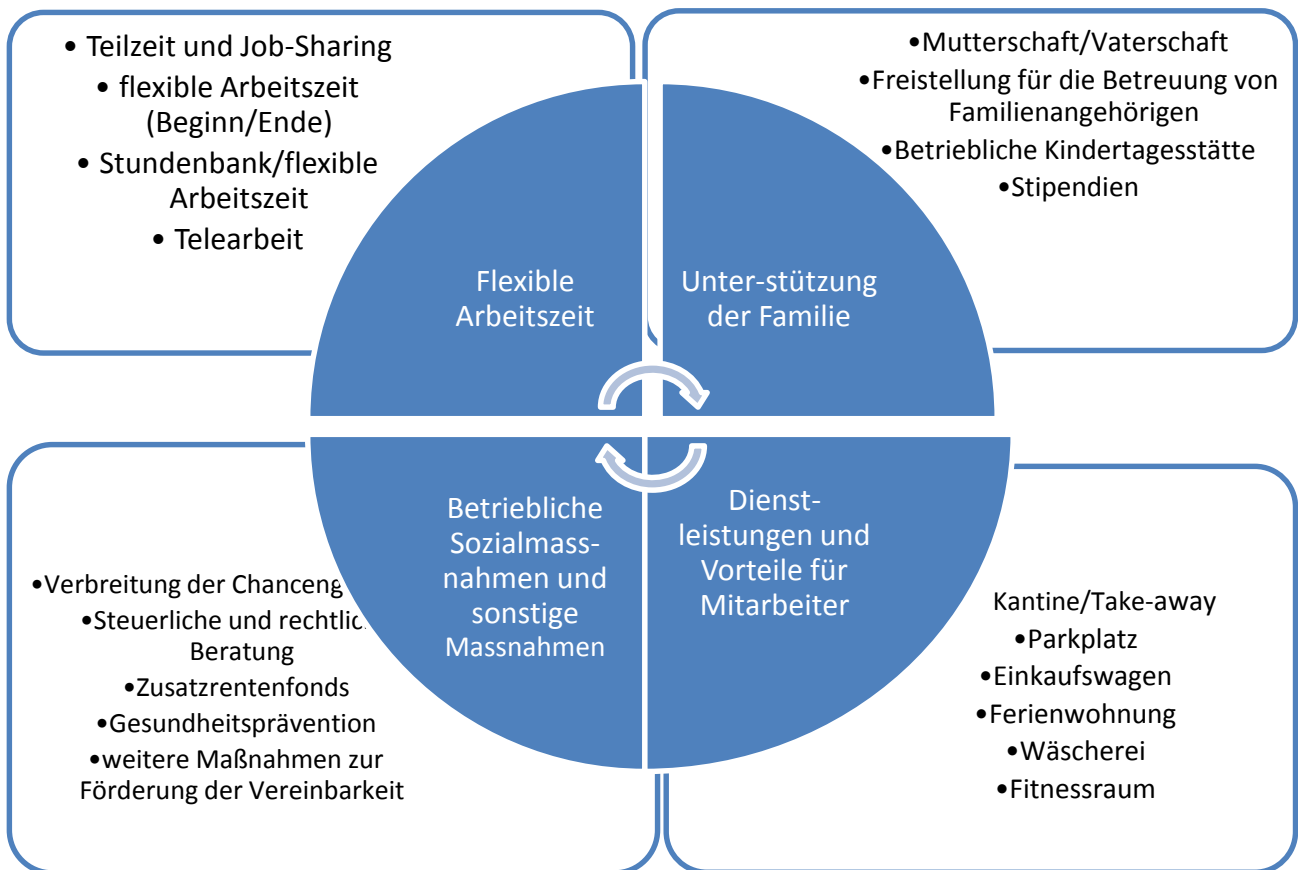 • Teilzeit und Job-Sharing
• flexible Arbeitszeit
(Beginn/Ende)
• Stundenbank/flexible
Arbeitszeit
• Telearbeit
•Mutterschaft/Vaterschaft
•Freistellung für die Betreuung von
Familienangehörigen
•Betriebliche Kindertagesstätte
•Stipendien
Flexible
Arbeitszeit
Unter-stützung
der Familie
Betriebliche
Sozialmass-
nahmen und
sonstige
Massnahmen
Dienst-
leistungen und
Vorteile für
Mitarbeiter
•Verbreitung der
•Steuerliche und
Beratung
•Zusatzrentenfonds
•Gesundheitsprävention
•weitere Maßnahmen zur
Förderung der Vereinbarkeit
Kantine/Take-away
•Parkplatz
•Einkaufswagen
•Ferienwohnung
•Wäscherei
•Fitnessraum